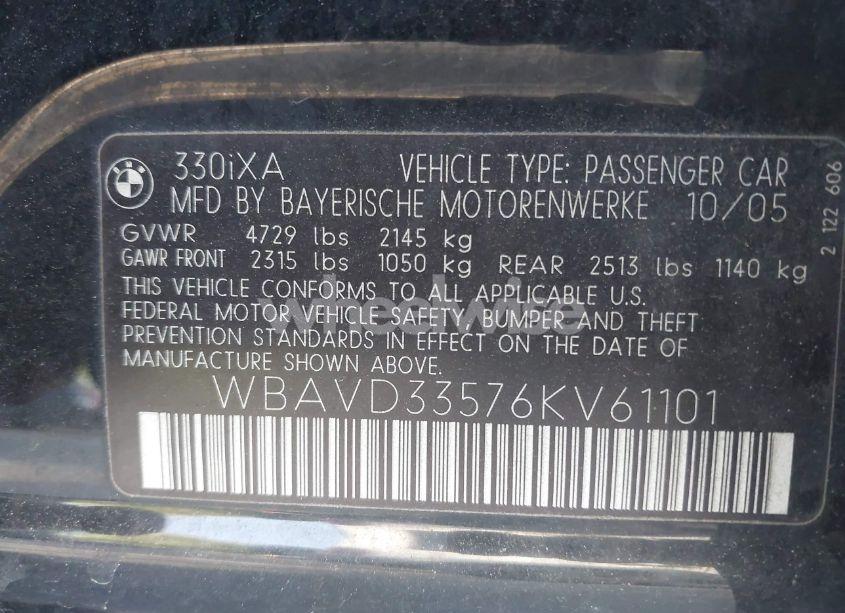 330iXA VEHICLE TYPE: PASSENGER CAR
MFD BY BAYERISCHE MOTORENWERKE 10/05
GVWR 4729 lbs 2145 kg
GAWR FRONT 2315 lbs 1050 kg REAR 2513 lbs 1140 kg
THIS VEHICLE CONFORMS TO ALL APPLICABLE U.S.
FEDERAL MOTOR VEHICLE SAFETY, BUMPER AND THEFT
PREVENTION STANDARDS IN EFFECT ON THE DATE OF
MANUFACTURE SHOWN ABOVE.
WBAVD33576KV61101
2 122 606
BMW
wheelwise